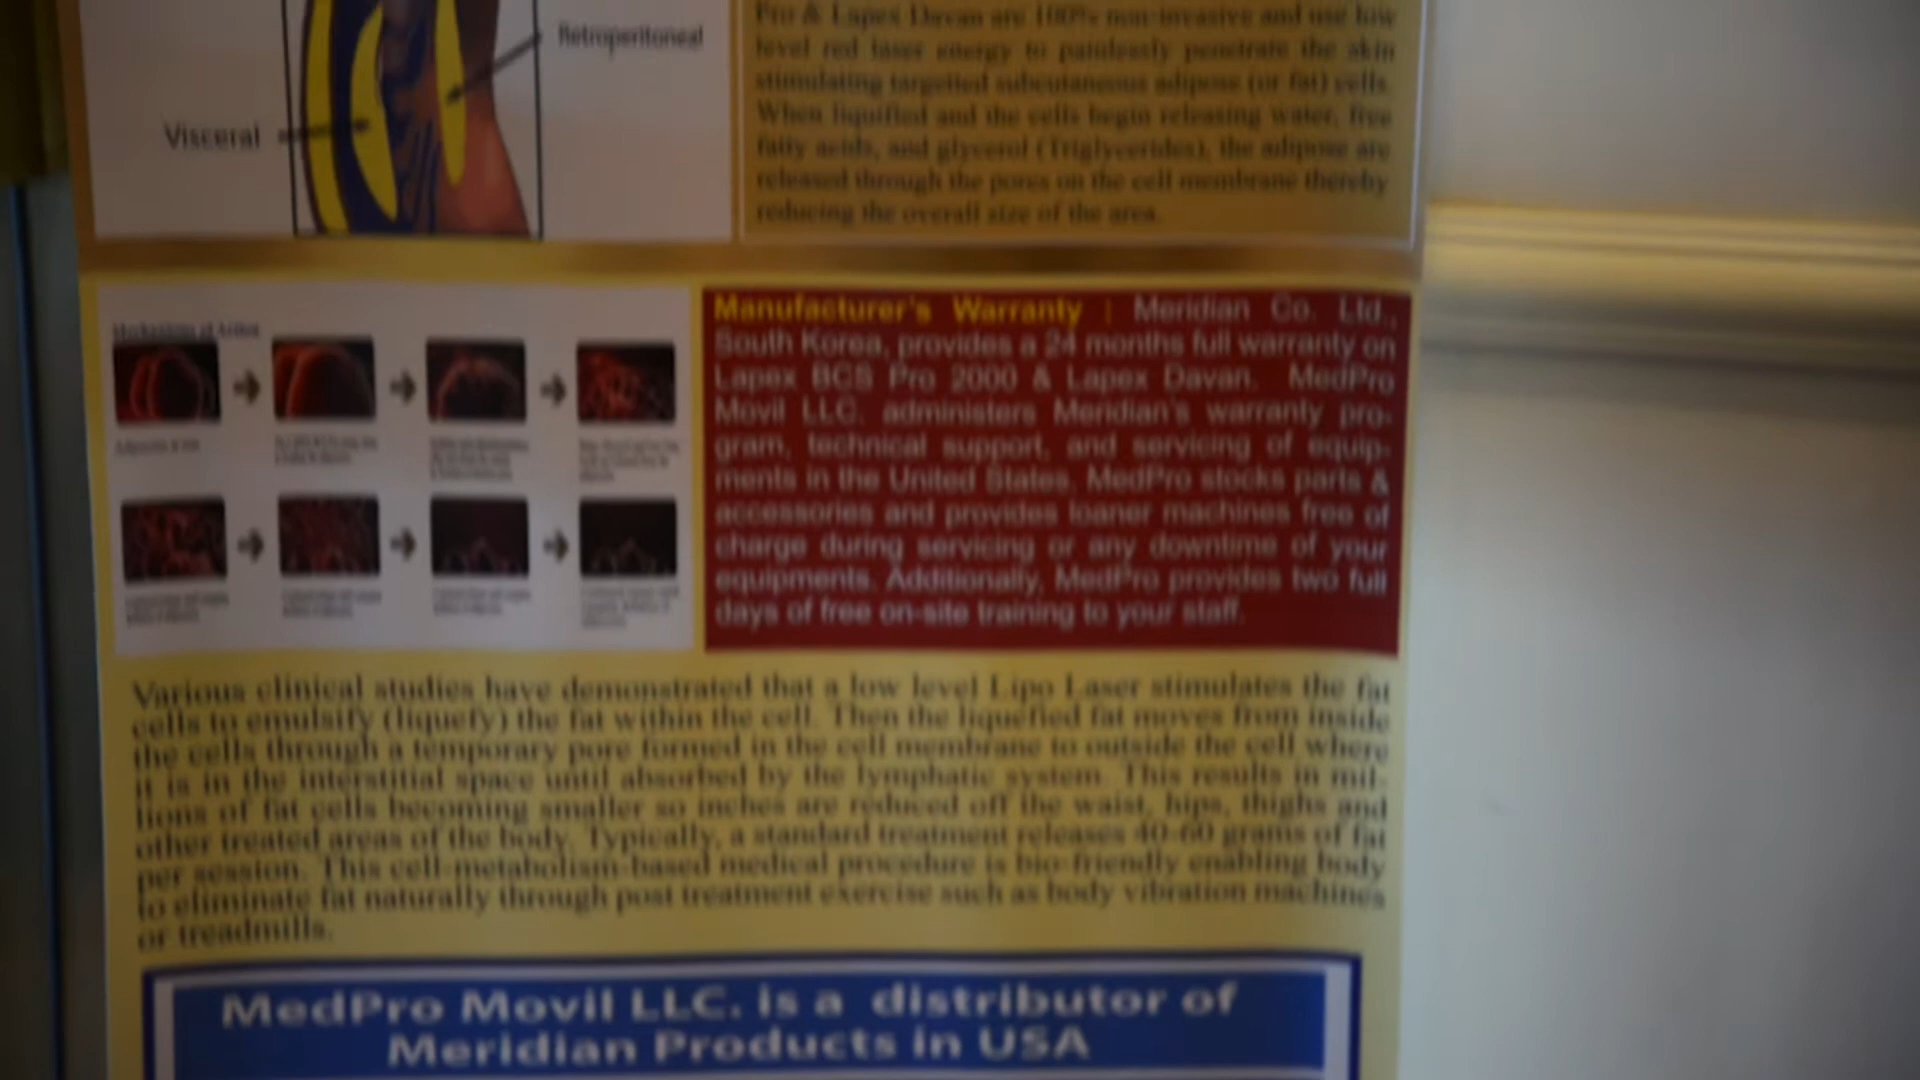 Retroperitoneal
Visceral
Pro & Lapex Davan are 100% non-invasive and use low
level red laser energy to painlessly penetrate the skin
stimulating targetted subcutaneous adipose (or fat) cells.
When liquified and the cells begin releasing water, free
fatty acids, and glycerol (Triglycerides), the adipose are
released through the pores on the cell membrane thereby
reducing the overall size of the area.
Mechanisms of Action
Manufacturer's Warranty : Meridian Co. Ltd.,
South Korea, provides a 24 months full warranty on
Lapex BCS Pro 2000 & Lapex Davan. MedPro
Movil LLC. administers Meridian's warranty pro-
gram, technical support, and servicing of equip-
ments in the United States. MedPro stocks parts &
accessories and provides loaner machines free of
charge during servicing or any downtime of your
equipments. Additionally, MedPro provides two full
days of free on-site training to your staff.
Various clinical studies have demonstrated that a low level Lipo Laser stimulates the fat
cells to emulsify (liquefy) the fat within the cell. Then the liquefied fat moves from inside
the cells through a temporary pore formed in the cell membrane to outside the cell where
it is in the interstitial space until absorbed by the lymphatic system. This results in mil-
lions of fat cells becoming smaller so inches are reduced off the waist, hips, thighs and
other treated areas of the body. Typically, a standard treatment releases 40-60 grams of fat
per session. This cell-metabolism-based medical procedure is bio-friendly enabling body
to eliminate fat naturally through post treatment exercise such as body vibration machines
or treadmills.
MedPro Movil LLC. is a distributor of
Meridian Products in USA